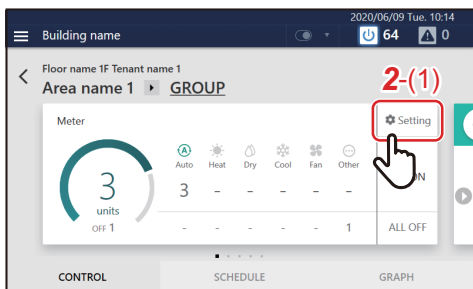 2020/06/09 Tue. 10:14
Building name 64 0
Floor name 1F Tenant name 1
Area name 1 GROUP
2-(1)
Meter
Setting
A
Auto Heat Dry Cool Fan Other
3 - - - - -
3
units
OFF 1
ON
- - - - - 1
ALL OFF
CONTROL SCHEDULE GRAPH